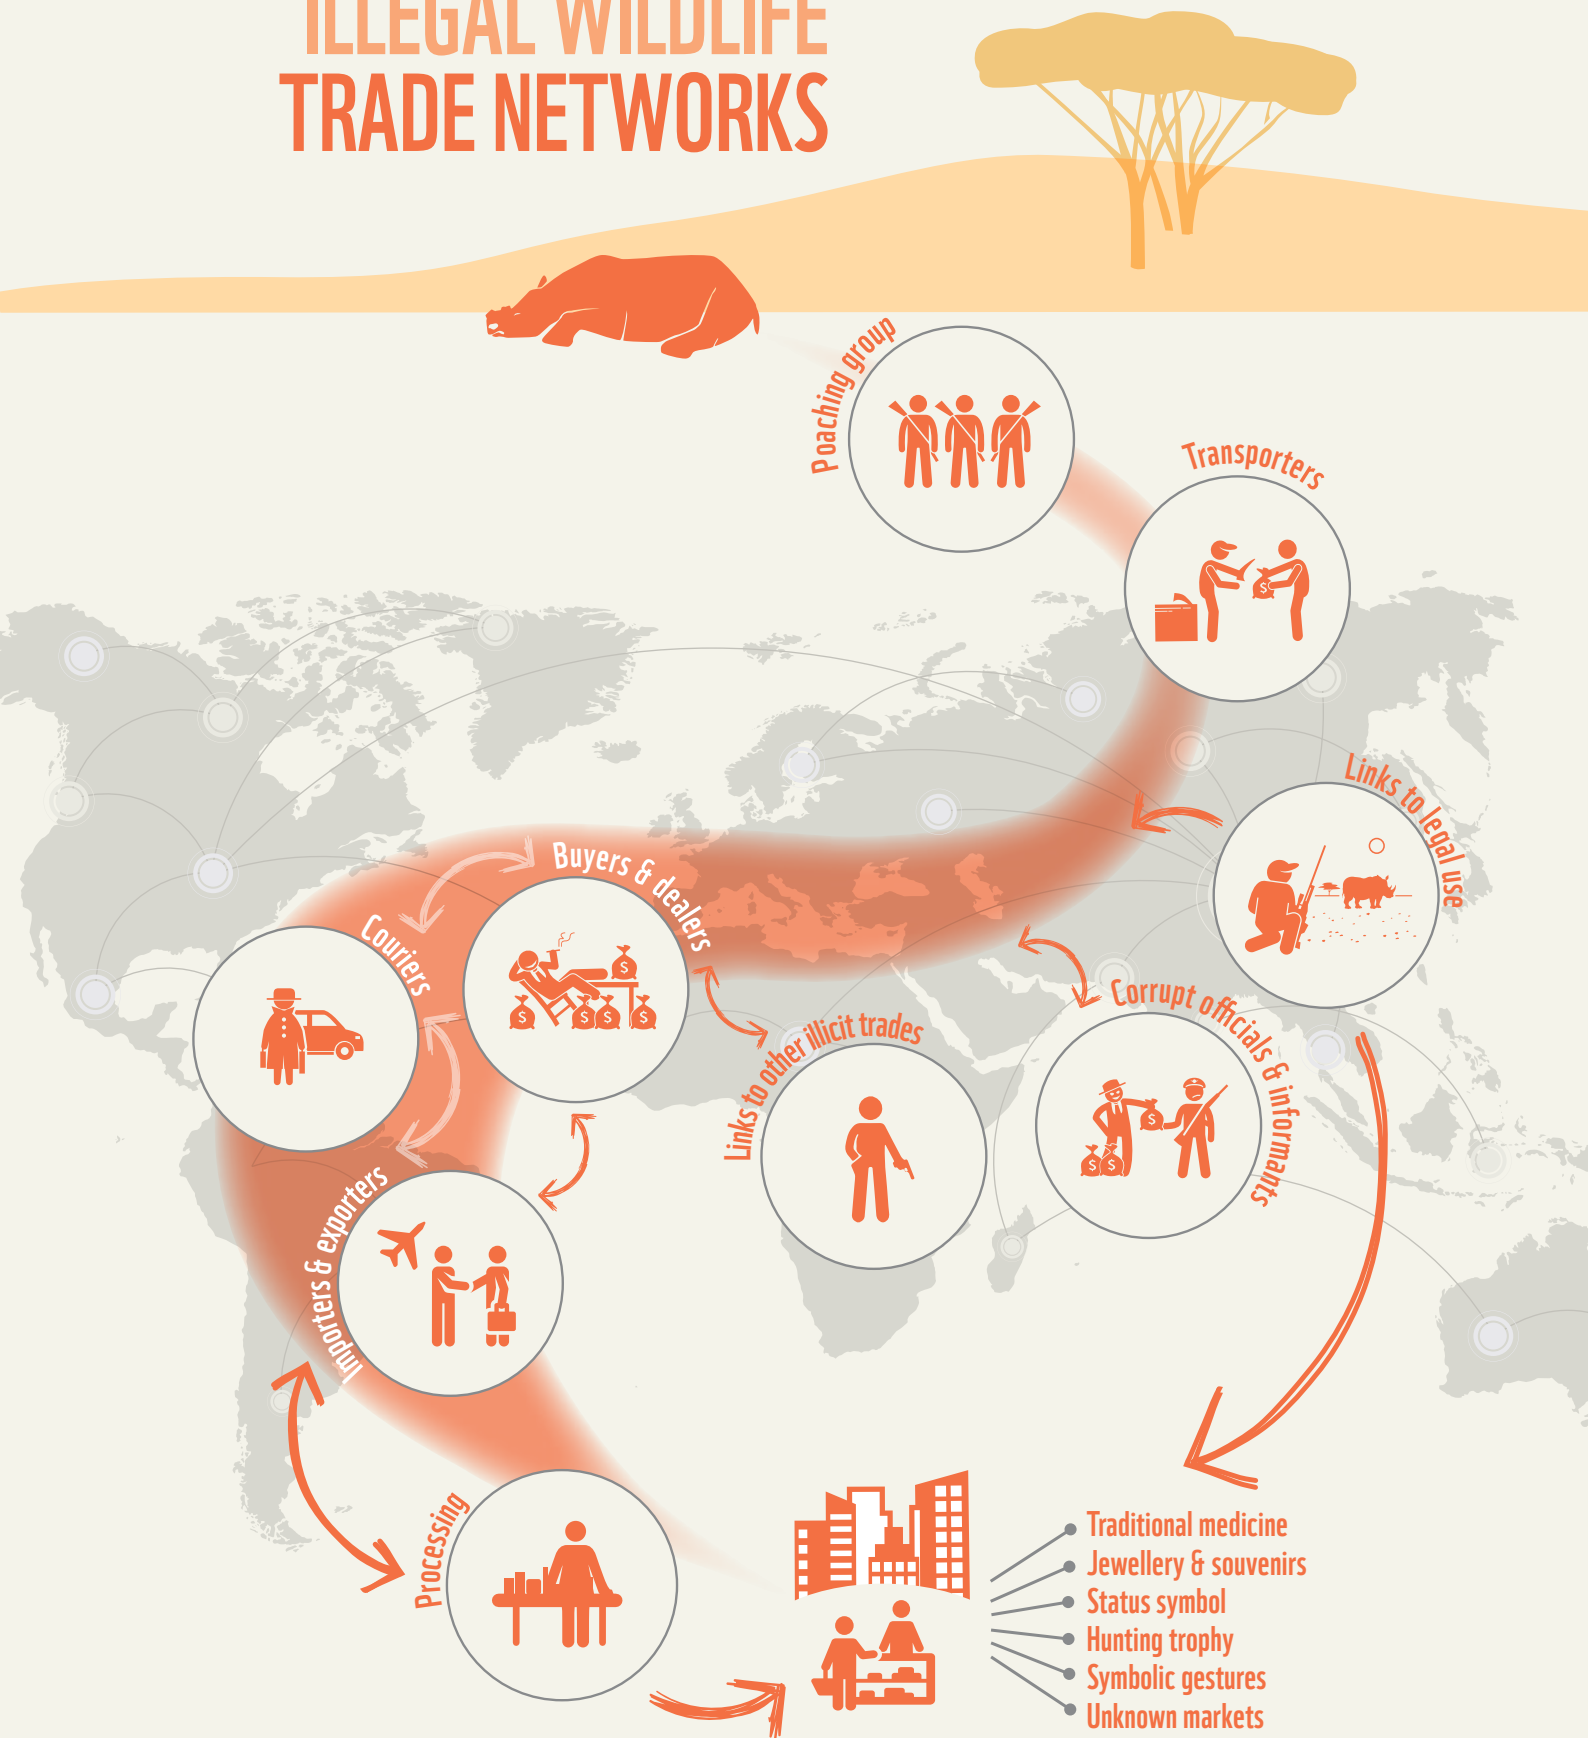 ILLEGAL WILDLIFE
TRADE NETWORKS
Poaching group
Transporters
Links to legal use
Buyers & dealers
Couriers
Corrupt officials & informants
Links to other illicit trades
Importers & exporters
Processing
Traditional medicine
Jewellery & souvenirs
Status symbol
Hunting trophy
Symbolic gestures
Unknown markets
$
$
$
$
$
$
$
$
$